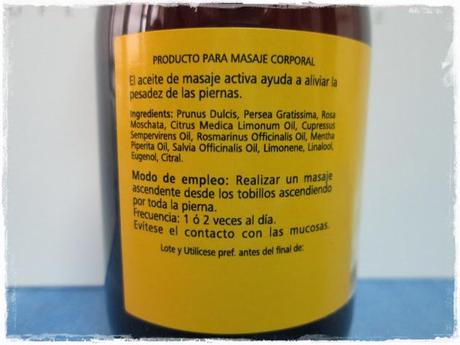 PRODUCTO PARA MASAJE CORPORAL
El aceite de masaje activa ayuda a aliviar la
pesadez de las piernas.
Ingredients: Prunus Dulcis, Persea Gratissima, Rosa
Moschata, Citrus Medica Limonum Oil, Cupressus
Sempervirens Oil, Rosmarinus Officinalis Oil, Mentha
Piperita Oil, Salvia Officinalis Oil, Limonene, Linalool,
Eugenol, Citral.
Modo de empleo: Realizar un masaje
ascendente desde los tobillos ascendiendo
por toda la pierna.
Frecuencia: 1 ó 2 veces al día.
Evítese el contacto con las mucosas.
Lote y Utilícese pref. antes del final de: